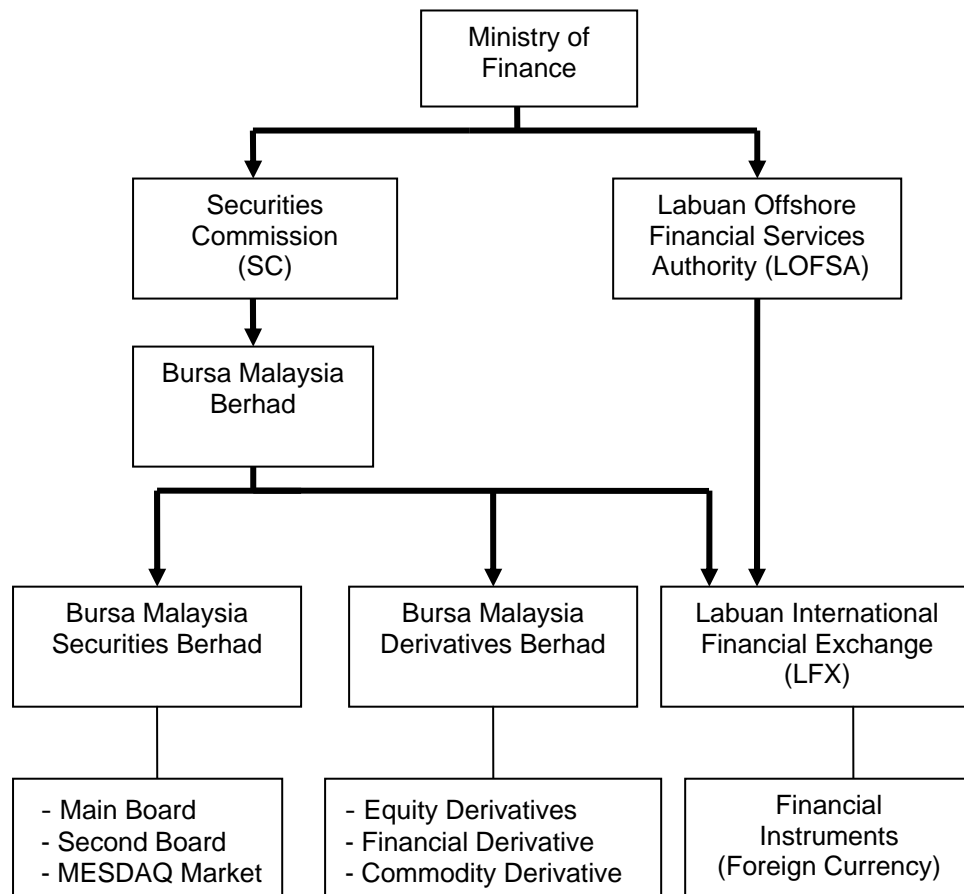 Ministry of
Finance
Securities
Commission
(SC)
Labuan Offshore
Financial Services
Authority (LOFSA)
Bursa Malaysia
Berhad
Bursa Malaysia
Securities Berhad
Bursa Malaysia
Derivatives Berhad
Labuan International
Financial Exchange
(LFX)
- Main Board
- Second Board
- MESDAQ Market
- Equity Derivatives
- Financial Derivative
- Commodity Derivative
Financial
Instruments
(Foreign Currency)